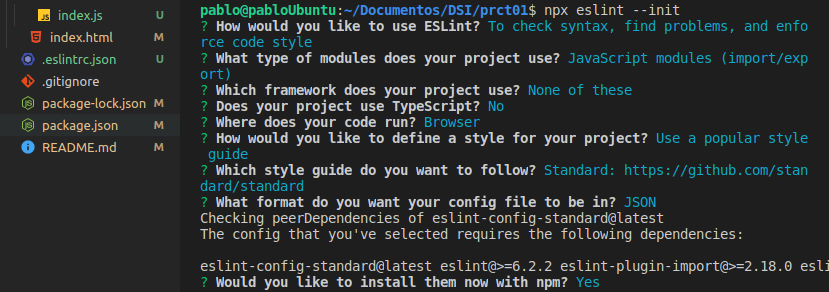 index.js U
index.html M
.eslintrc.json U
.gitignore
package-lock.json M
package.json M
README.md M
pablo@pabloUbuntu:~/Documentos/DSI/prct01$ npx eslint --init
? How would you like to use ESLint? To check syntax, find problems, and enfo
rce code style
? What type of modules does your project use? JavaScript modules (import/exp
ort)
? Which framework does your project use? None of these
? Does your project use TypeScript? No
? Where does your code run? Browser
? How would you like to define a style for your project? Use a popular style
guide
? Which style guide do you want to follow? Standard: https://github.com/stan
dard/standard
? What format do you want your config file to be in? JSON
Checking peerDependencies of eslint-config-standard@latest
The config that you've selected requires the following dependencies:
eslint-config-standard@latest eslint@>=6.2.2 eslint-plugin-import@>=2.18.0 esli
? Would you like to install them now with npm? Yes